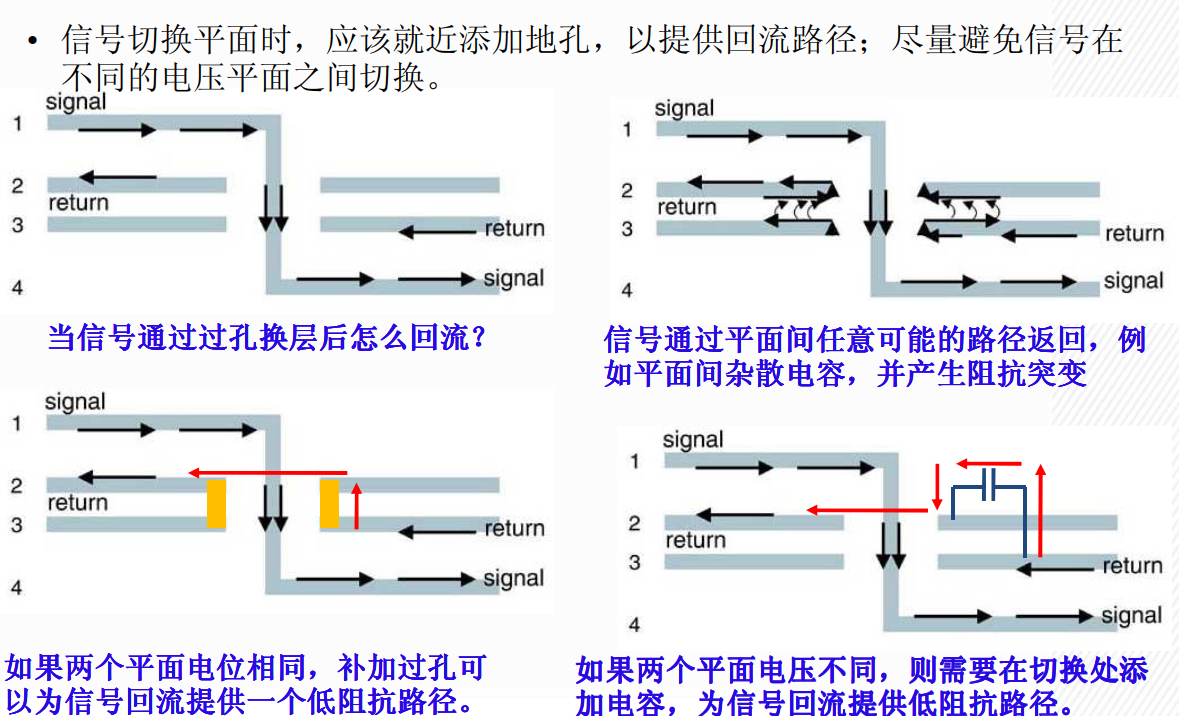 • 信号切换平面时，应该就近添加地孔，以提供回流路径；尽量避免信号在
不同的电压平面之间切换。
signal
1
2
return
3
return
4
signal
当信号通过过孔换层后怎么回流？
signal
1
2
return
3
return
4
signal
信号通过平面间任意可能的路径返回，例
如平面间杂散电容，并产生阻抗突变
signal
1
2
return
3
return
4
signal
如果两个平面电位相同，补加过孔可
以为信号回流提供一个低阻抗路径。
signal
1
2
return
3
return
4
signal
如果两个平面电压不同，则需要在切换处添
加电容，为信号回流提供低阻抗路径。